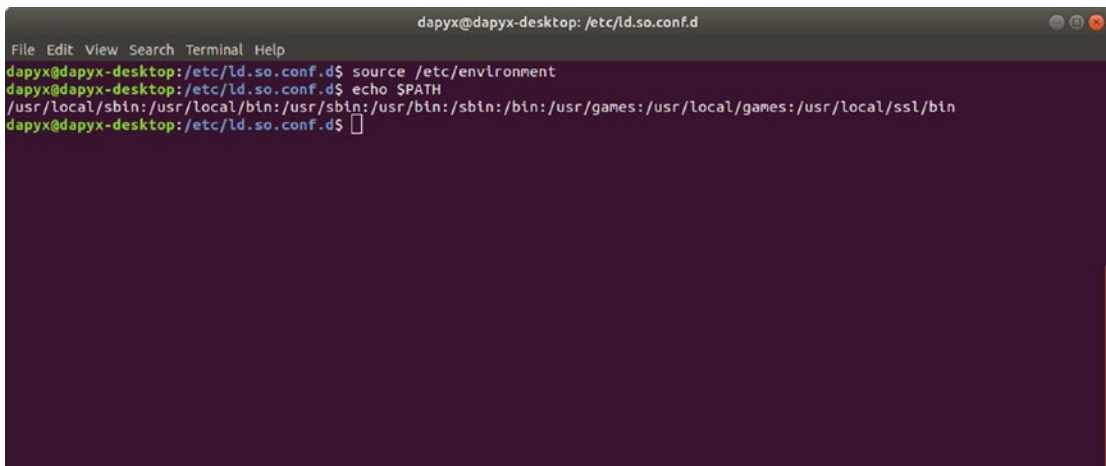 dapyx@dapyx-desktop: /etc/ld.so.conf.d
File Edit View Search Terminal Help
dapyx@dapyx-desktop:/etc/ld.so.conf.d$ source /etc/environment
dapyx@dapyx-desktop:/etc/ld.so.conf.d$ echo $PATH
/usr/local/sbin:/usr/local/bin:/usr/sbin:/usr/bin:/sbin:/bin:/usr/games:/usr/local/games:/usr/local/ssl/bin
dapyx@dapyx-desktop:/etc/ld.so.conf.d$